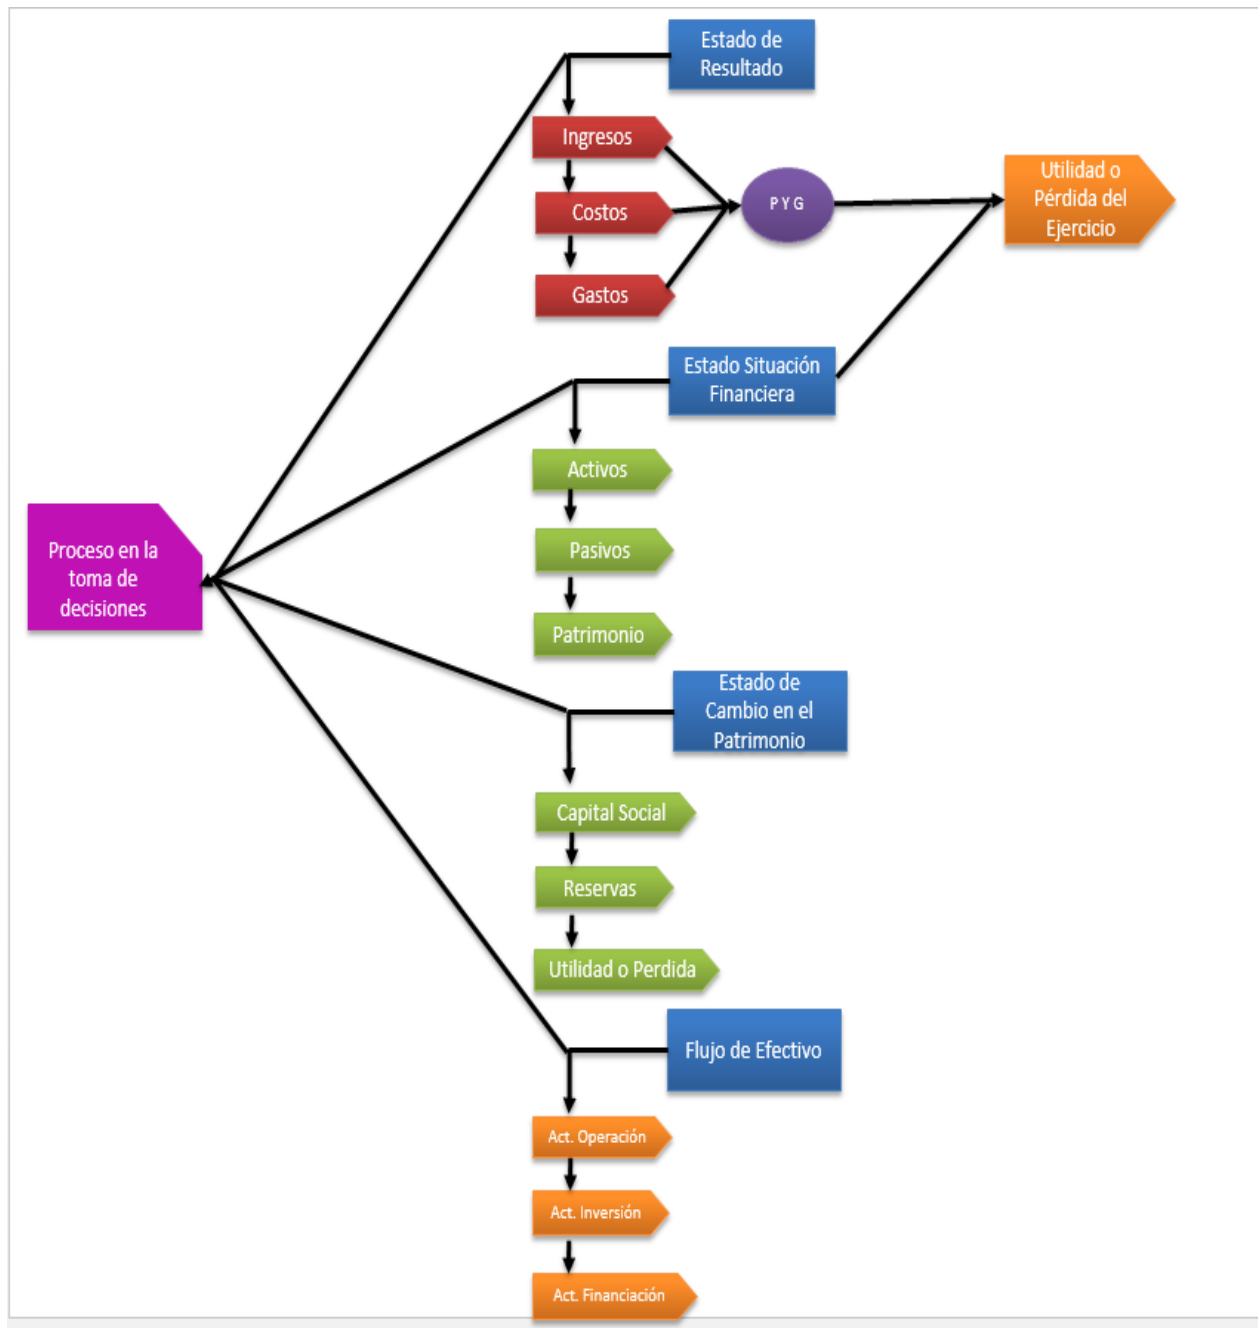 Estado de
Resultado
Ingresos
Costos
Gastos
P Y G
Utilidad o
Pérdida del
Ejercicio
Estado Situación
Financiera
Activos
Pasivos
Patrimonio
Proceso en la
toma de
decisiones
Estado de
Cambio en el
Patrimonio
Capital Social
Reservas
Utilidad o Perdida
Flujo de Efectivo
Act. Operación
Act. Inversión
Act. Financiación